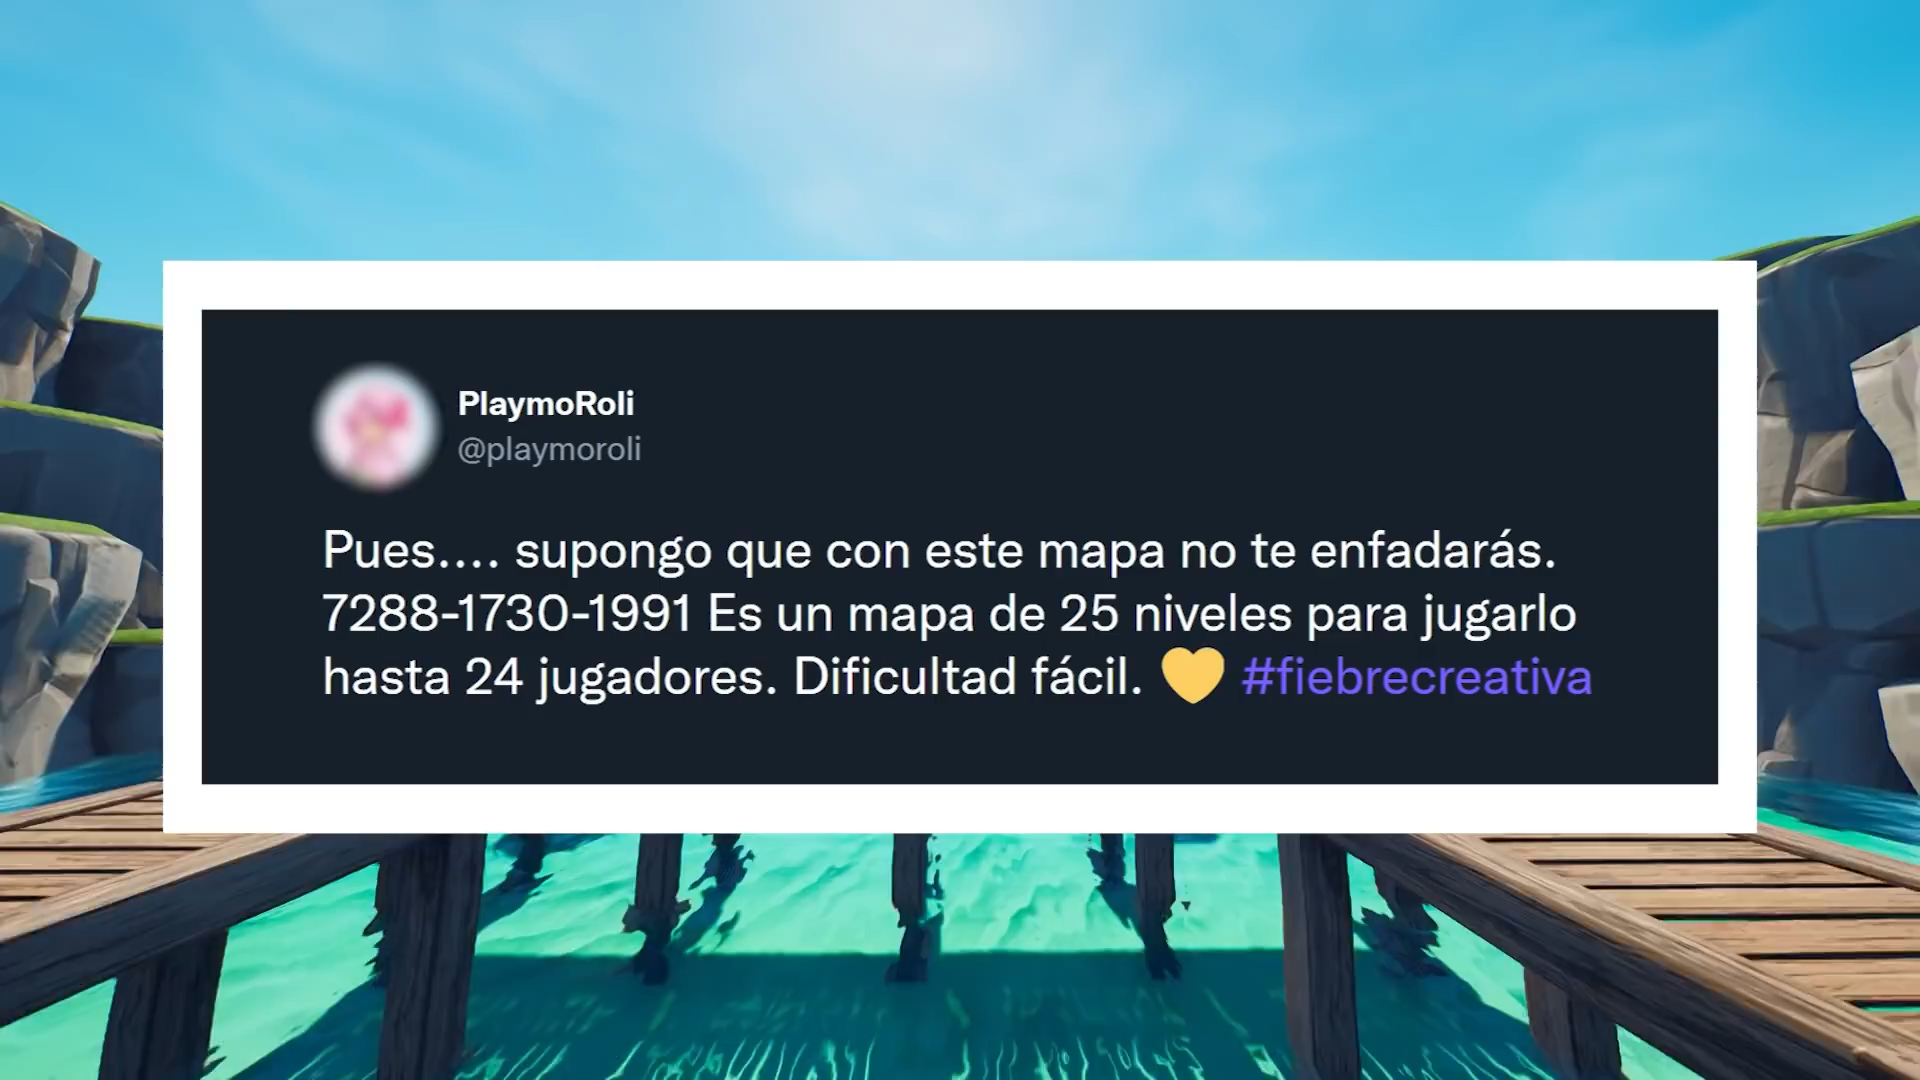 PlaymoRoli
@playmoroli
Pues.... supongo que con este mapa no te enfadarás.
7288-1730-1991 Es un mapa de 25 niveles para jugarlo
hasta 24 jugadores. Dificultad fácil. 💛 #fiebrecreativa